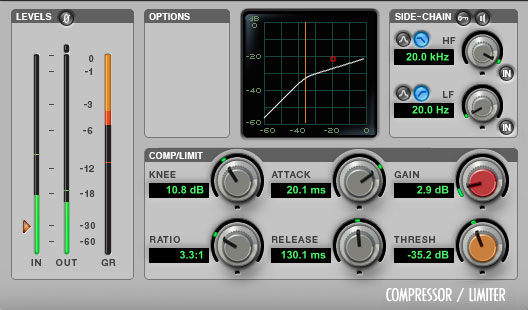 LEVELS Ø
0
-1
-3
-6
-12
-18
-30
-60
IN OUT GR
OPTIONS
dB
0
-20
-40
-60
-60 -40 -20 0
SIDE-CHAIN
HF
20.0 kHz
IN
LF
20.0 Hz
IN
COMP/LIMIT
KNEE
10.8 dB
ATTACK
20.1 ms
GAIN
2.9 dB
RATIO
3.3:1
RELEASE
130.1 ms
THRESH
-35.2 dB
COMPRESSOR / LIMITER